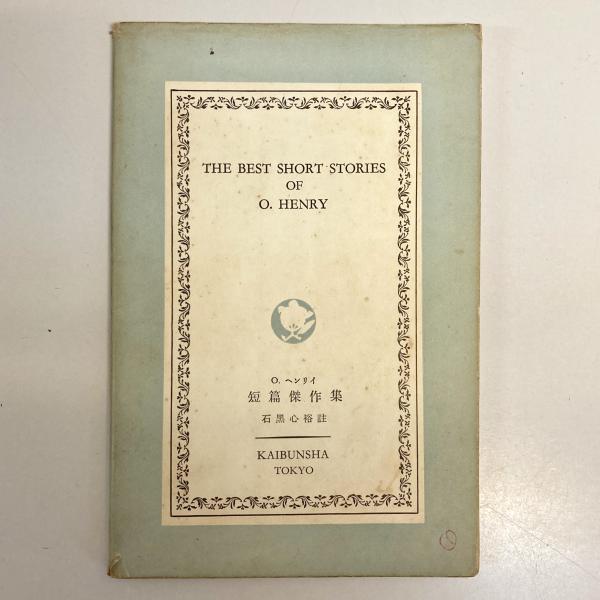 THE BEST SHORT STORIES
OF
O. HENRY
O. ヘンリイ
短篇傑作集
石黒心裕註
KAIBUNSHA
TOKYO